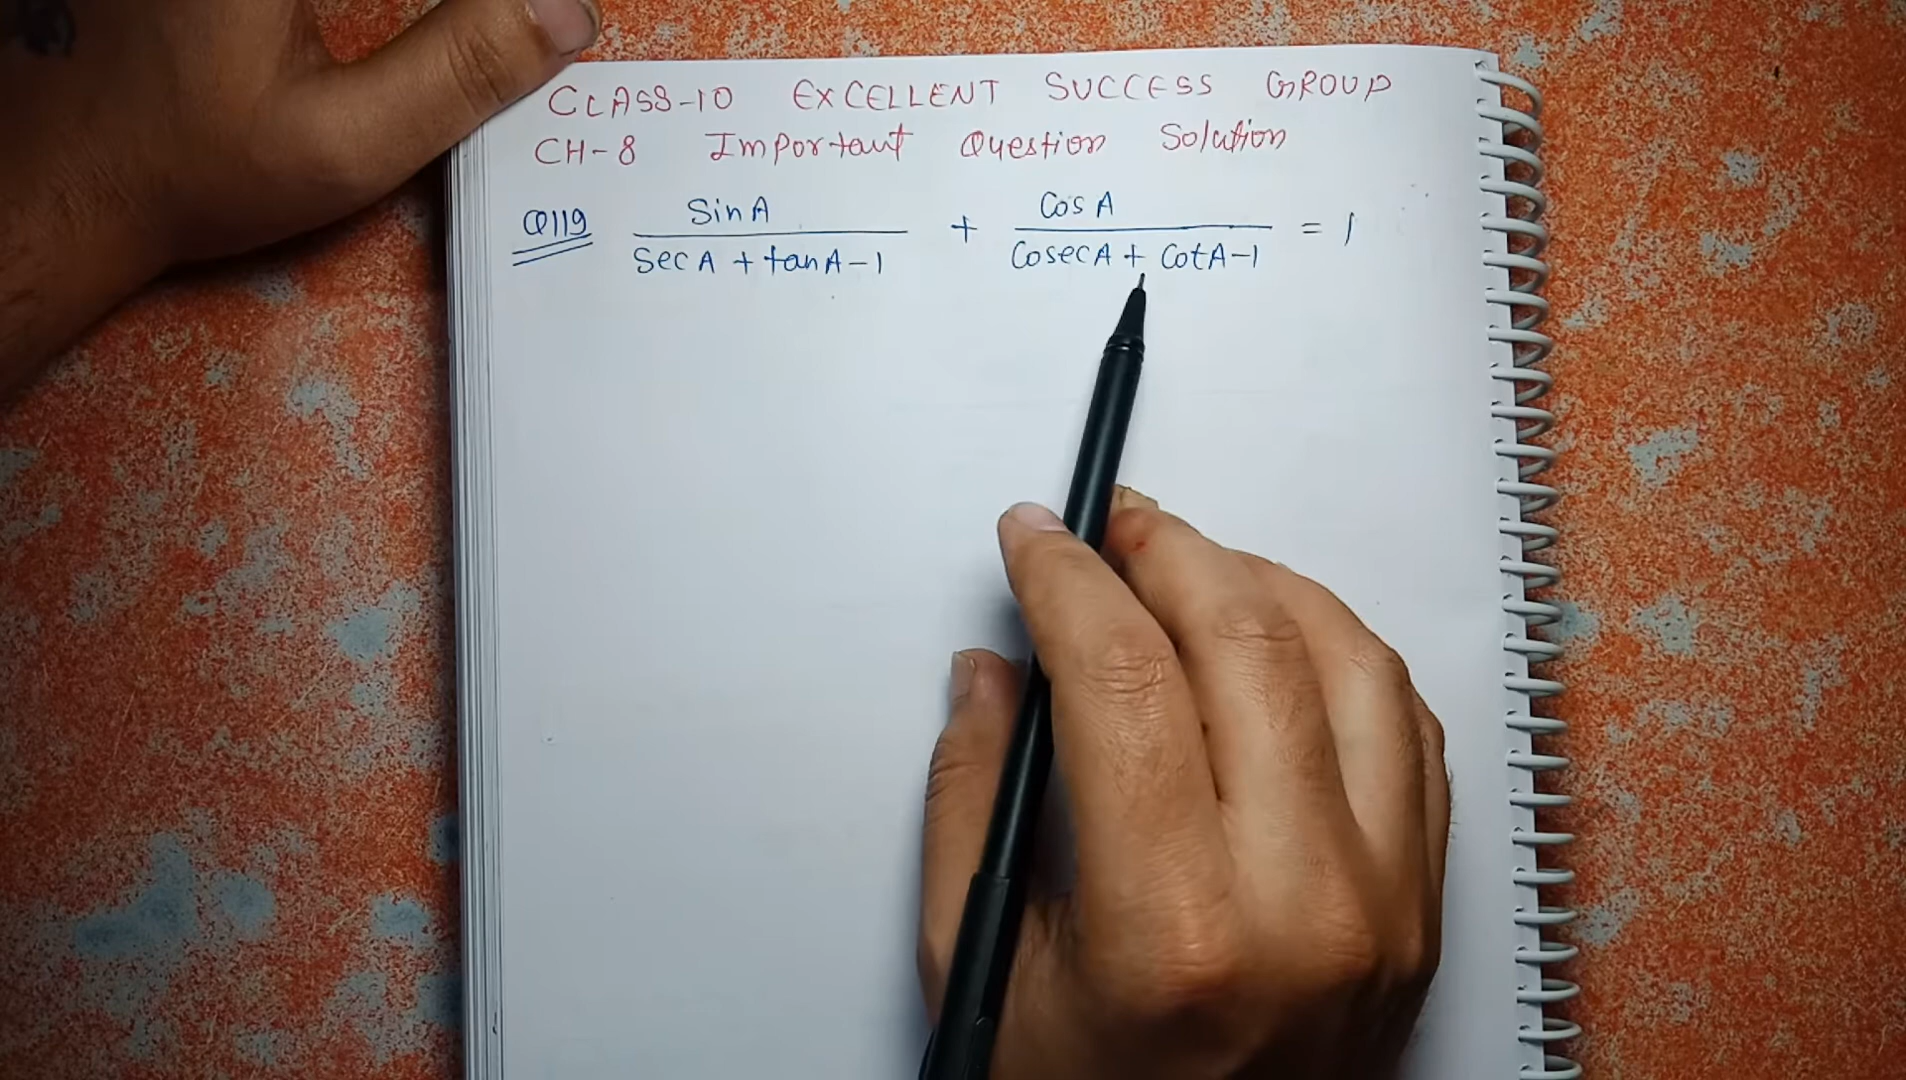 CLASS-10 EXCELLENT SUCCESS GROUP
CH-8 Important Question Solution
Q119 SinA / SecA + tanA-1 + CosA / CosecA + CotA-1 = 1